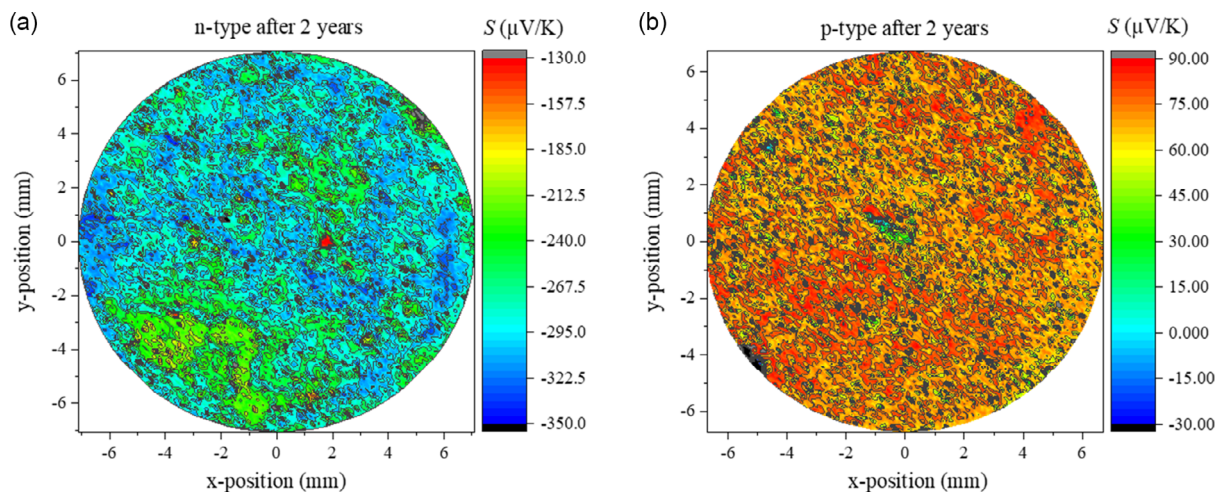 (a)
n-type after 2 years
S (µV/K)
6
4
2
0
-2
-4
-6
y-position (mm)
-6 -4 -2 0 2 4 6
x-position (mm)
-130.0
-157.5
-185.0
-212.5
-240.0
-267.5
-295.0
-322.5
-350.0
(b)
p-type after 2 years
S (µV/K)
6
4
2
0
-2
-4
-6
y-position (mm)
-6 -4 -2 0 2 4 6
x-position (mm)
90.00
75.00
60.00
45.00
30.00
15.00
0.000
-15.00
-30.00